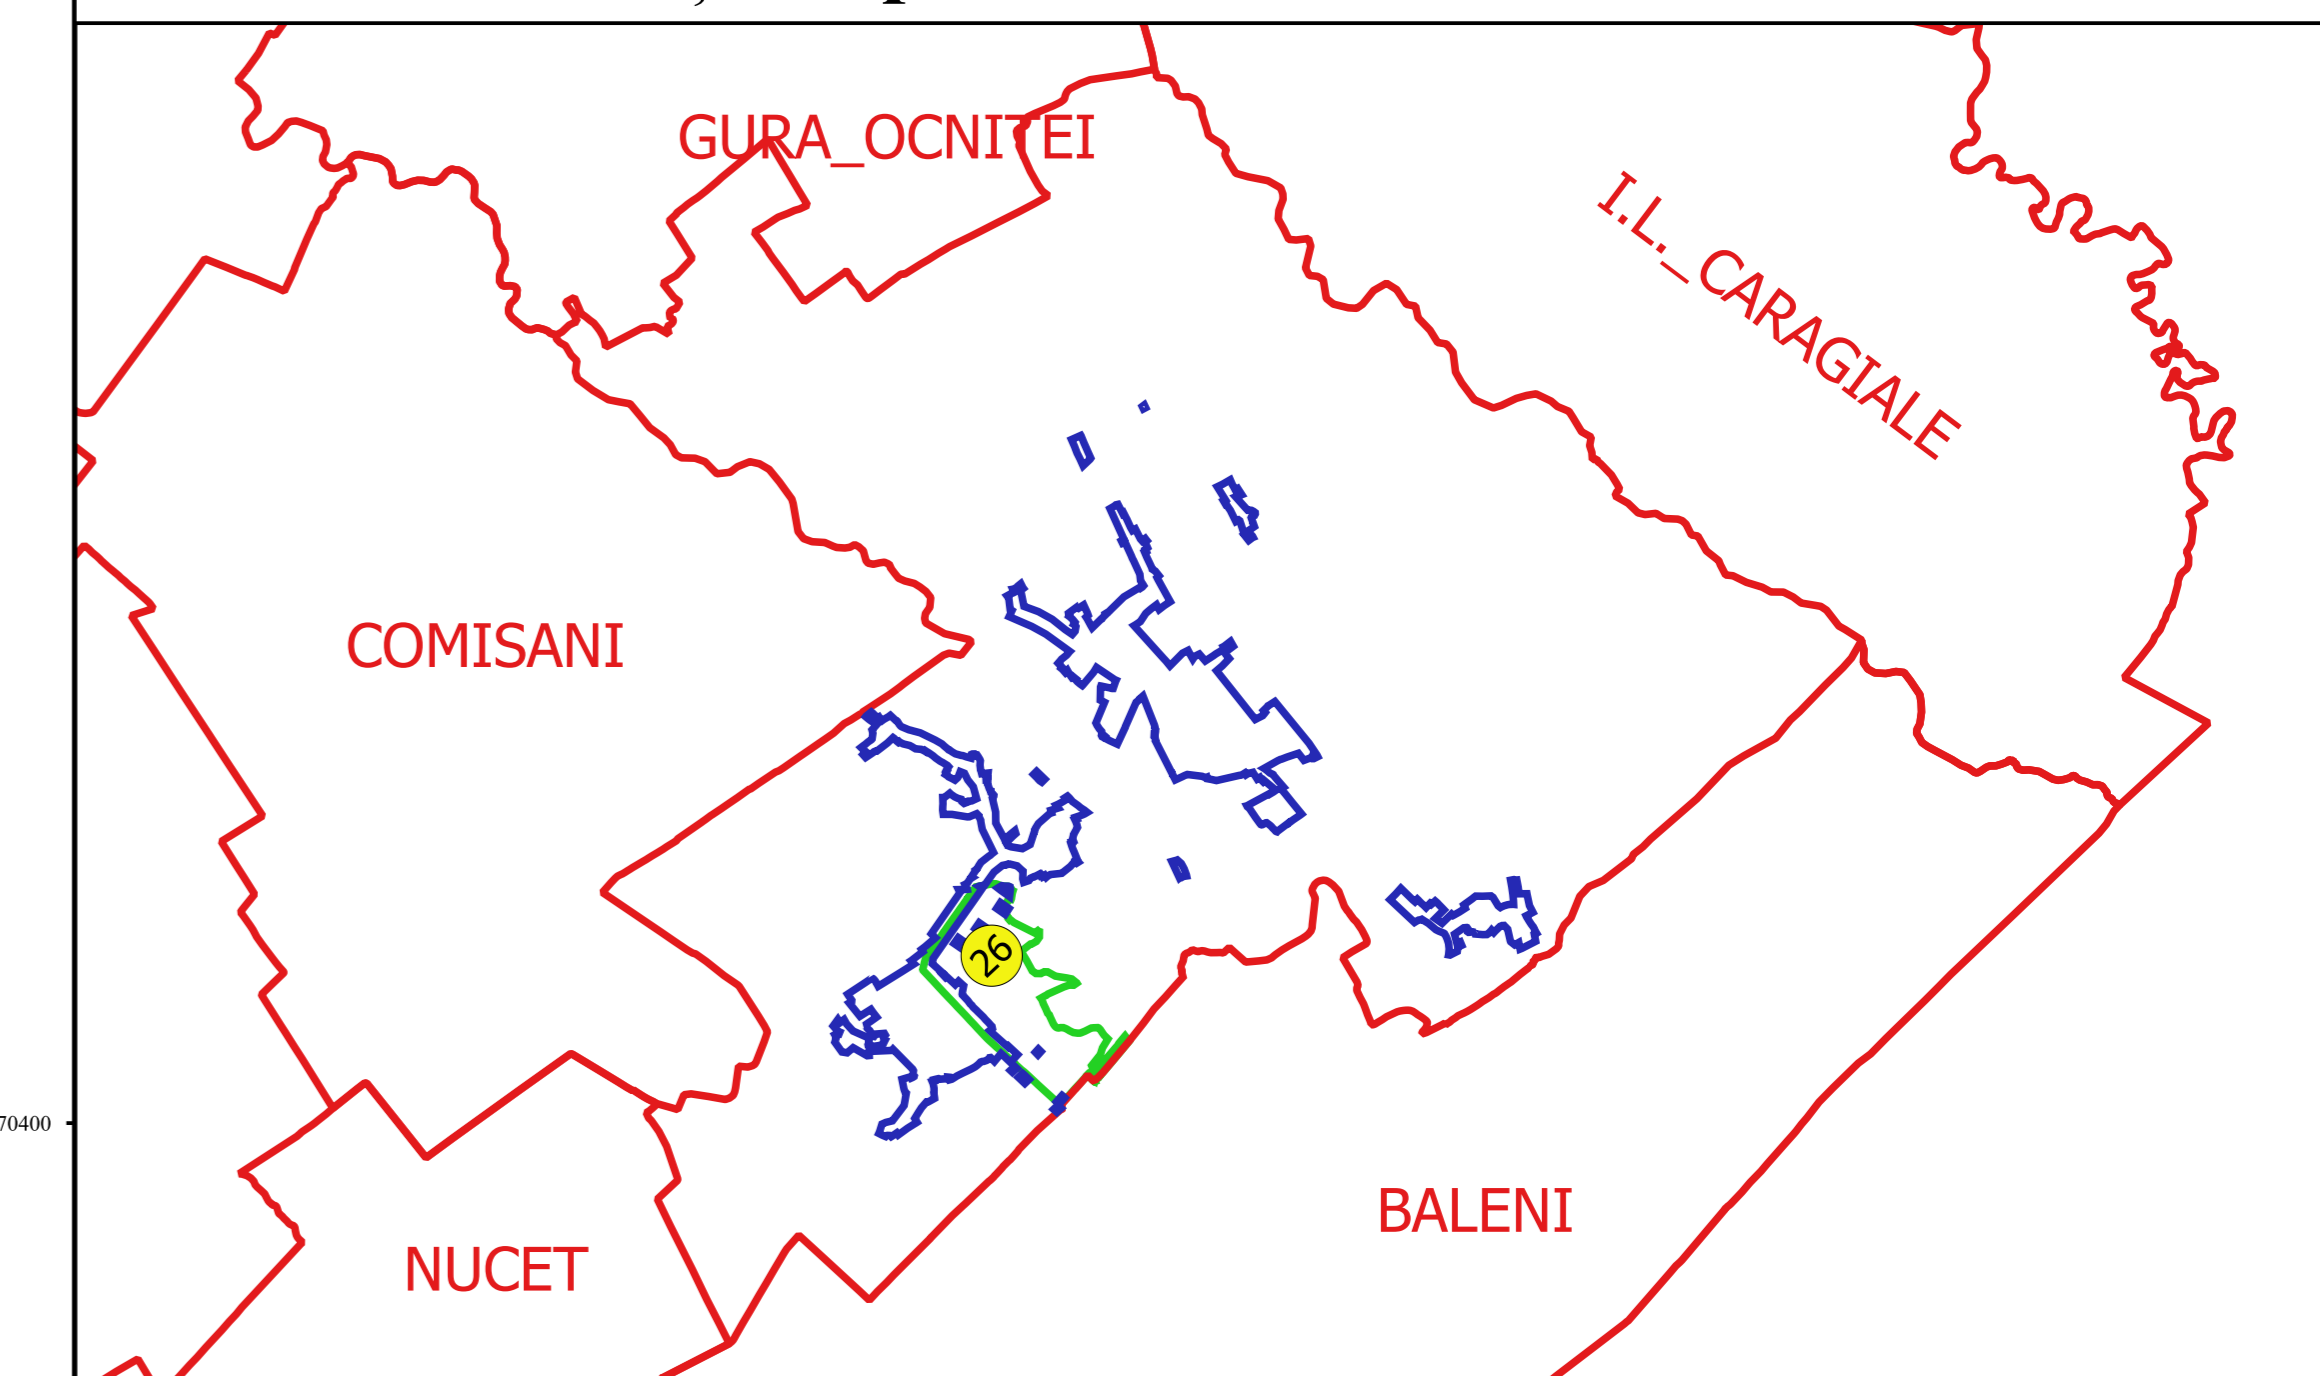 GURA_OCNITEI
I.L._CARAGIALE
COMISANI
26
70400
BALENI
NUCET